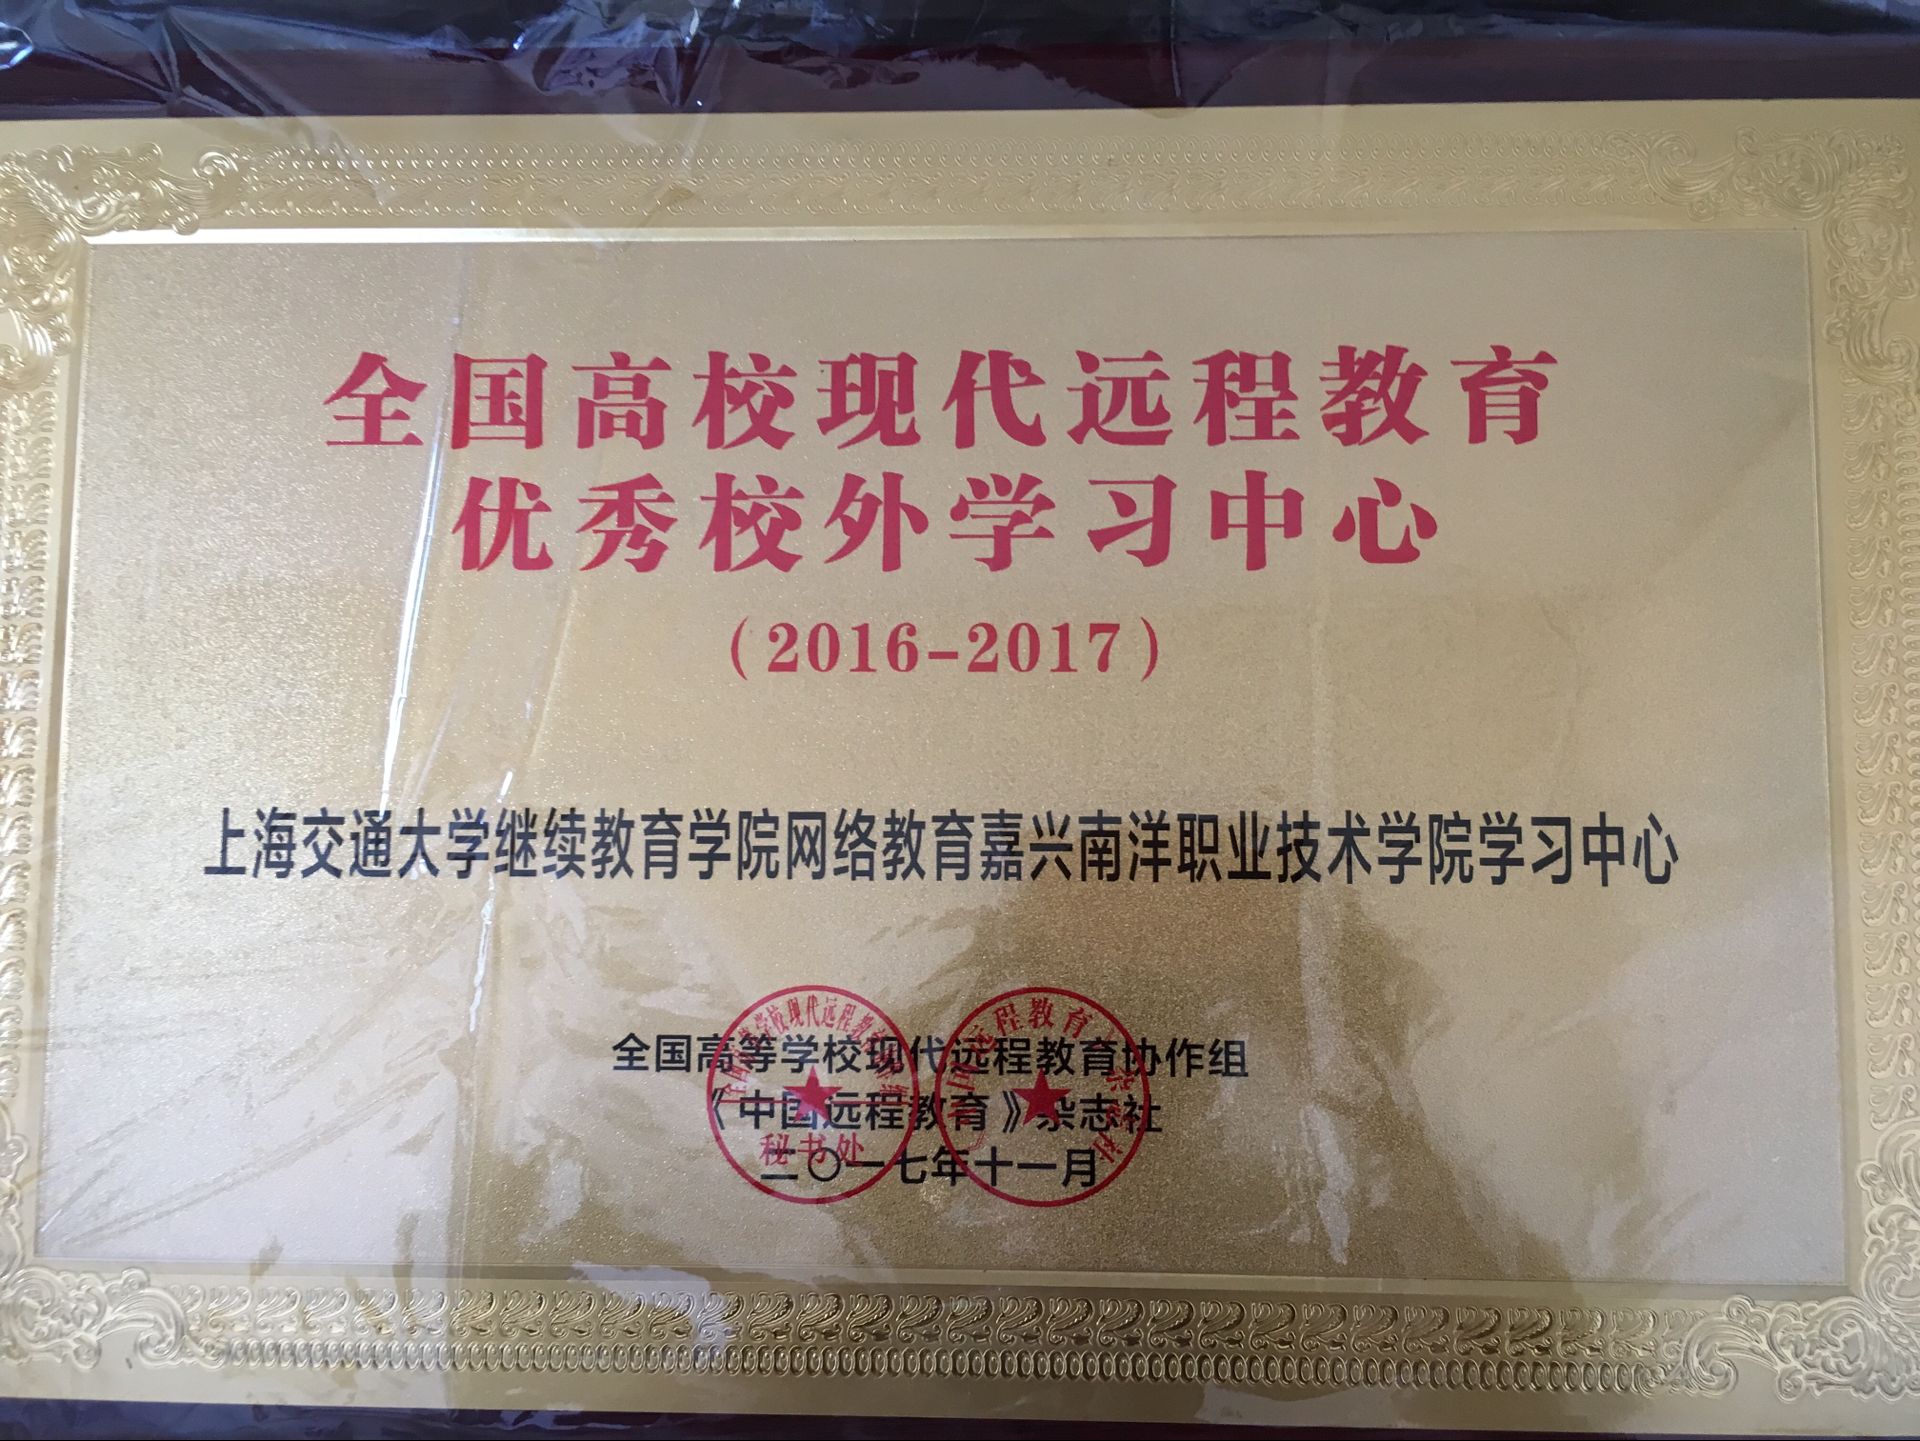 全国高校现代远程教育
优秀校外学习中心
（2016-2017）
上海交通大学继续教育学院网络教育嘉兴南洋职业技术学院学习中心
全国高等学校现代远程教育协作组
《中国远程教育》杂志社
二〇一七年十一月
秘书处